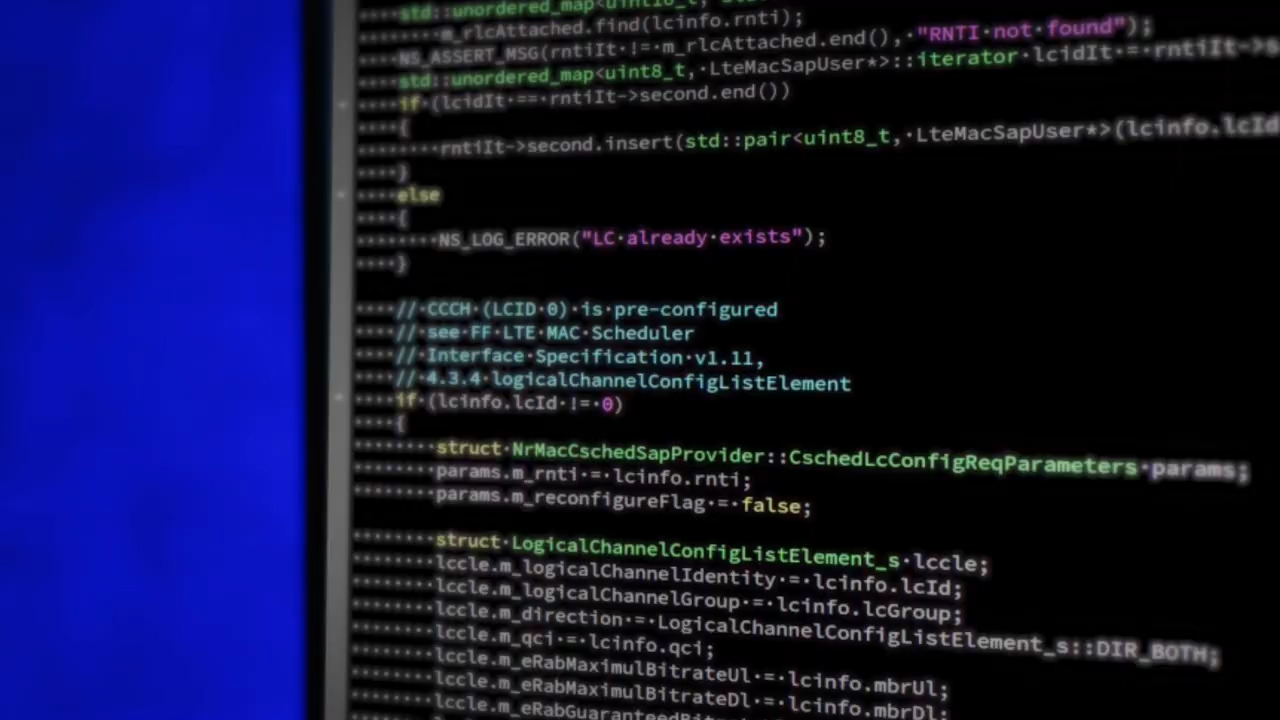 std::unordered_map<uint16_t, std
m_rlcAttached.find(lcinfo.rnti);
NS_ASSERT_MSG(rntiIt != m_rlcAttached.end(), "RNTI not found");
std::unordered_map<uint8_t, LteMacSapUser*>::iterator lcidIt = rntiIt->s
if (lcidIt == rntiIt->second.end())
{
rntiIt->second.insert(std::pair<uint8_t, LteMacSapUser*>(lcinfo.lcId
}
else
{
NS_LOG_ERROR("LC already exists");
}
// CCCH (LCID 0) is pre-configured
// see FF LTE MAC Scheduler
// Interface Specification v1.11,
// 4.3.4 logicalChannelConfigListElement
if (lcinfo.lcId != 0)
{
struct NrMacCschedSapProvider::CschedLcConfigReqParameters params;
params.m_rnti = lcinfo.rnti;
params.m_reconfigureFlag = false;
struct LogicalChannelConfigListElement_s lccle;
lccle.m_logicalChannelIdentity = lcinfo.lcId;
lccle.m_logicalChannelGroup = lcinfo.lcGroup;
lccle.m_direction = LogicalChannelConfigListElement_s::DIR_BOTH;
lccle.m_qci = lcinfo.qci;
lccle.m_eRabMaximulBitrateUl = lcinfo.mbrUl;
lccle.m_eRabMaximulBitrateDl = lcinfo.mbrDl;